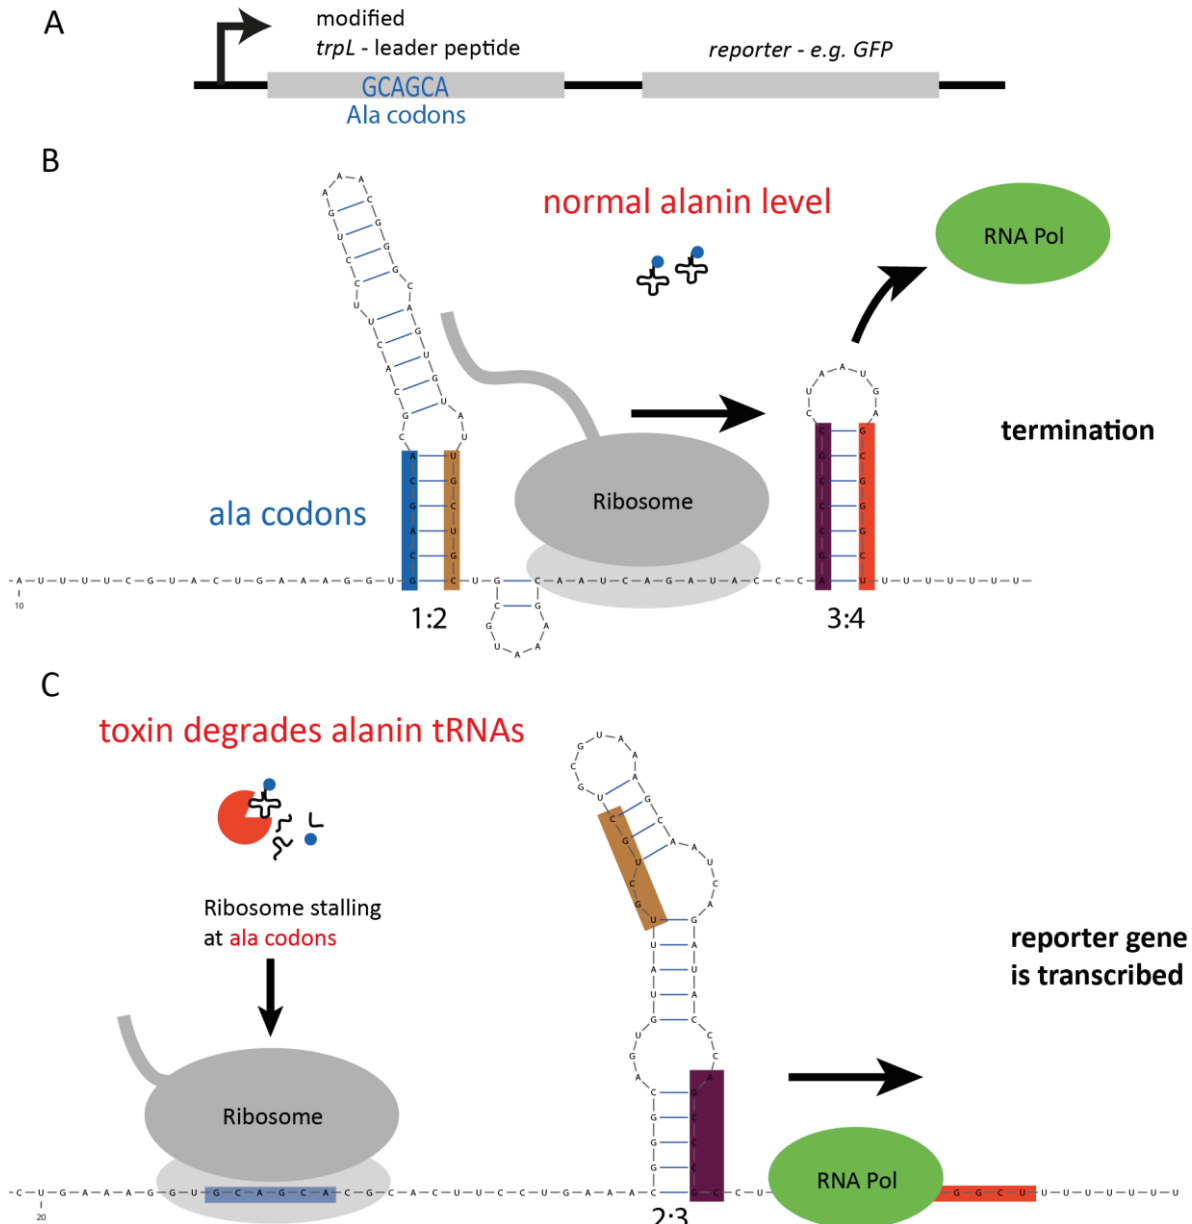 A
modified
trpL - leader peptide
reporter - e.g. GFP
GCAGCA
Ala codons
B
normal alanin level
RNA Pol
termination
ala codons
Ribosome
A-U-U-U-U-C-G-U-A-C-U-G-A-A-A-G-G-U-G-C-A-G-C-A-C-G-C-A-C-U-U-C-C-U-G-A-A-A-C-G-G-G-C-A-G-U-G-U-A-U-U-G-C-U-G-C-U-G-C-G-U-A-A-A-G-C-A-A-U-C-A-G-A-U-A-C-C-C-A-G-C-C-C-G-C-C-U-A-A-U-G-A-G-C-G-G-G-C-U-U-U-U-U-U-U-U
10
1:2
3:4
C
toxin degrades alanin tRNAs
Ribosome stalling
at ala codons
reporter gene
is transcribed
Ribosome
RNA Pol
C-U-G-A-A-A-G-G-U-G-C-A-G-C-A-C-G-C-A-C-U-U-C-C-U-G-A-A-A-C-G-G-G-C-A-G-U-G-U-A-U-U-G-C-U-G-C-U-G-C-G-U-A-A-A-G-C-A-A-U-C-A-G-A-U-A-C-C-C-A-G-C-C-C-G-C-C-U
G-G-C-U-U-U-U-U-U-U
20
2:3